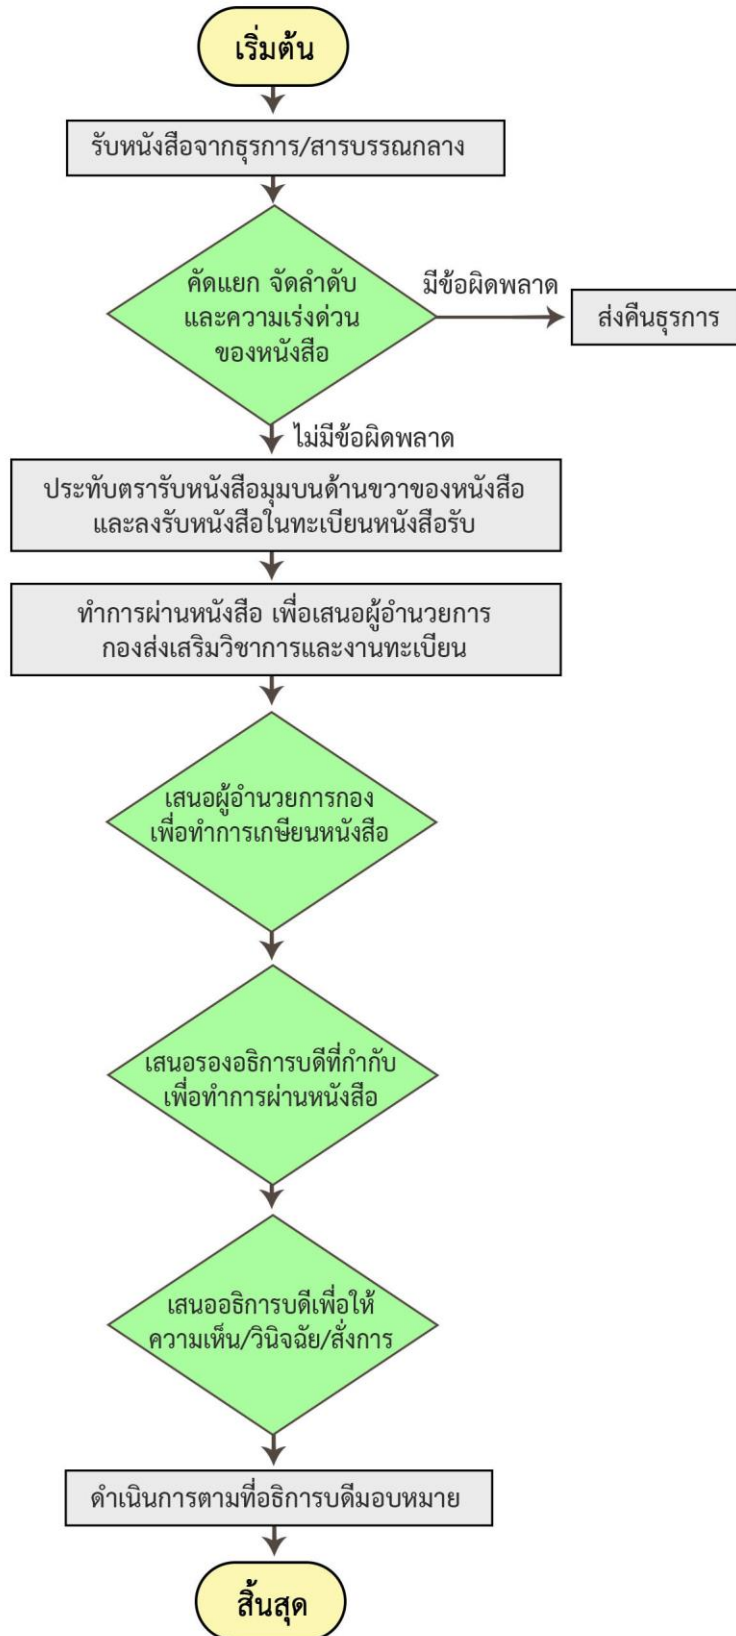 เริ่มต้น
รับหนังสือจากธุรการ/สารบรรณกลาง
คัดแยก จัดลำดับ
และความเร่งด่วน
ของหนังสือ
มีข้อผิดพลาด
ส่งคืนธุรการ
ไม่มีข้อผิดพลาด
ประทับตรารับหนังสือมุมบนด้านขวาของหนังสือ
และลงรับหนังสือในทะเบียนหนังสือรับ
ทำการผ่านหนังสือ เพื่อเสนอผู้อำนวยการ
กองส่งเสริมวิชาการและงานทะเบียน
เสนอผู้อำนวยการกอง
เพื่อทำการเกษียนหนังสือ
เสนอรองอธิการบดีที่กำกับ
เพื่อทำการผ่านหนังสือ
เสนออธิการบดีเพื่อให้
ความเห็น/วินิจฉัย/สั่งการ
ดำเนินการตามที่อธิการบดีมอบหมาย
สิ้นสุด